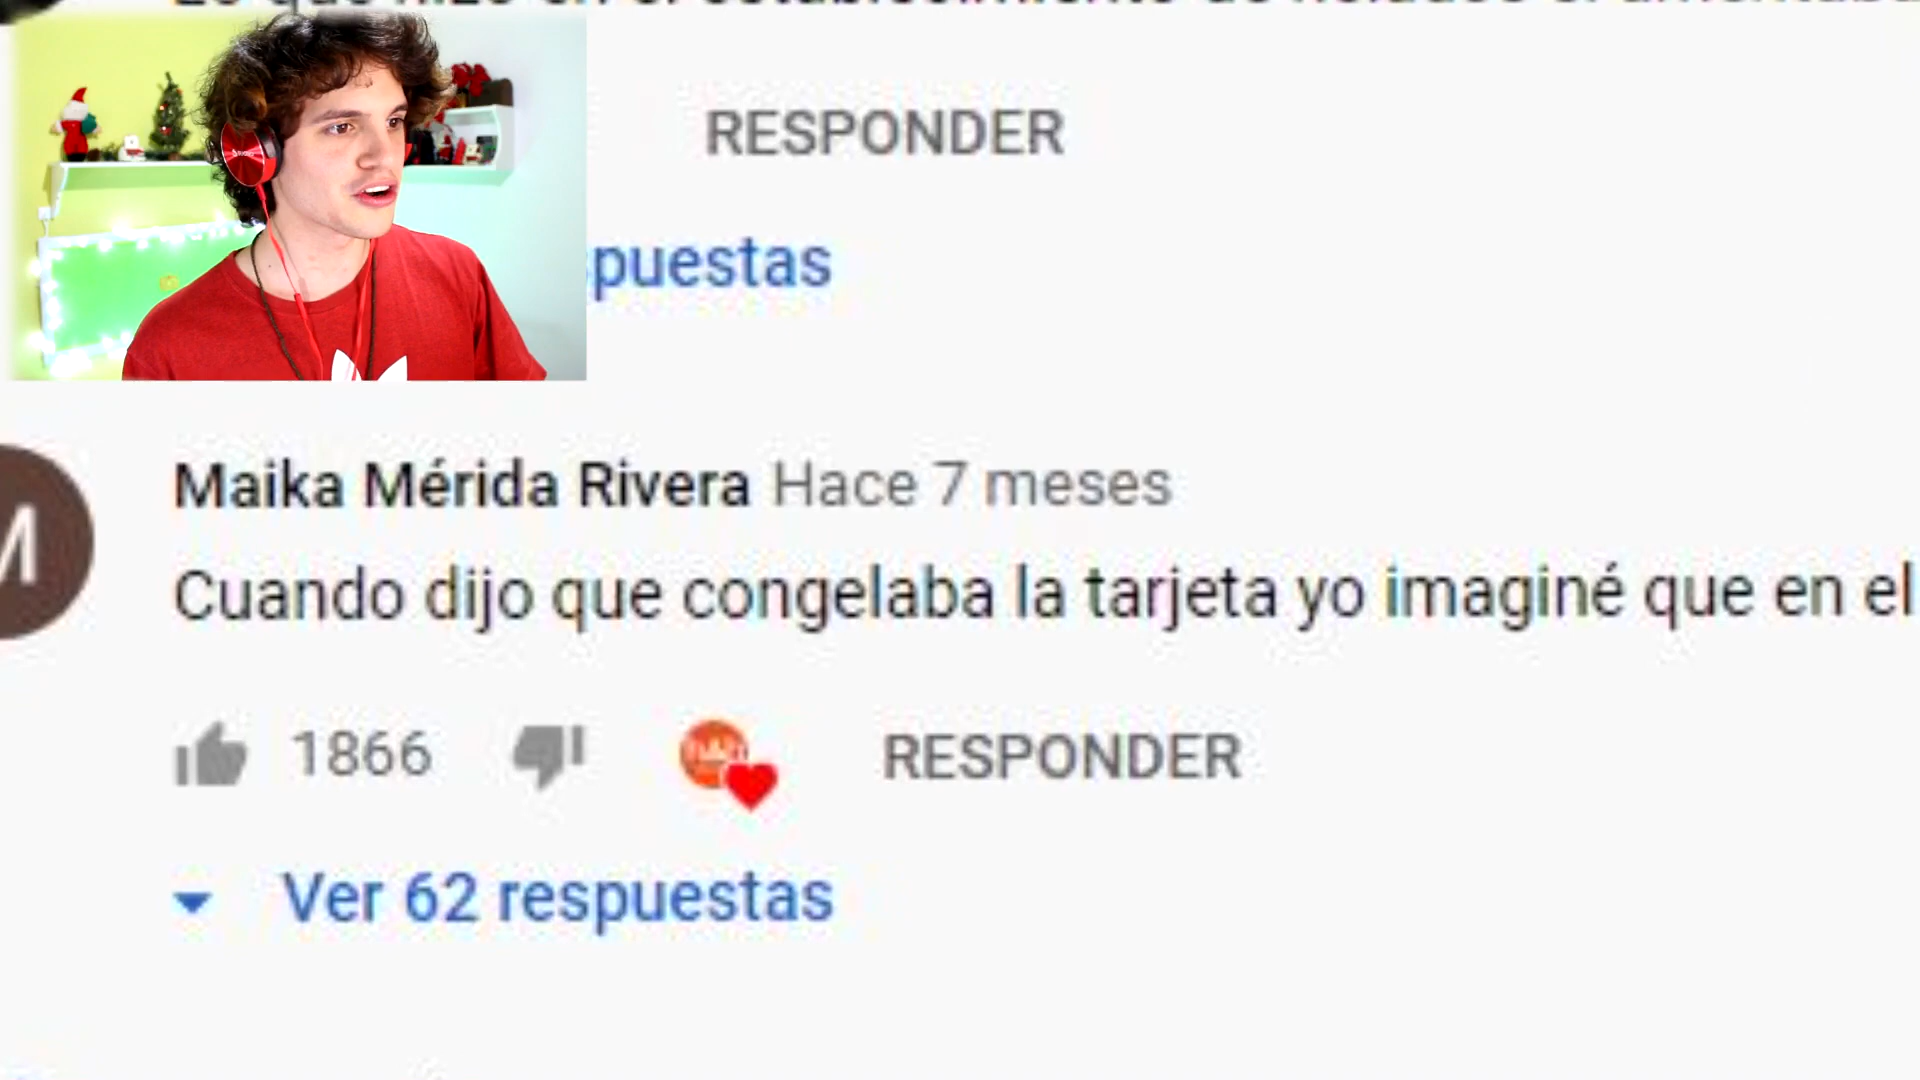 RESPONDER
puestas
M
Maika Mérida Rivera Hace 7 meses
Cuando dijo que congelaba la tarjeta yo imaginé que en el
1866
RESPONDER
Ver 62 respuestas